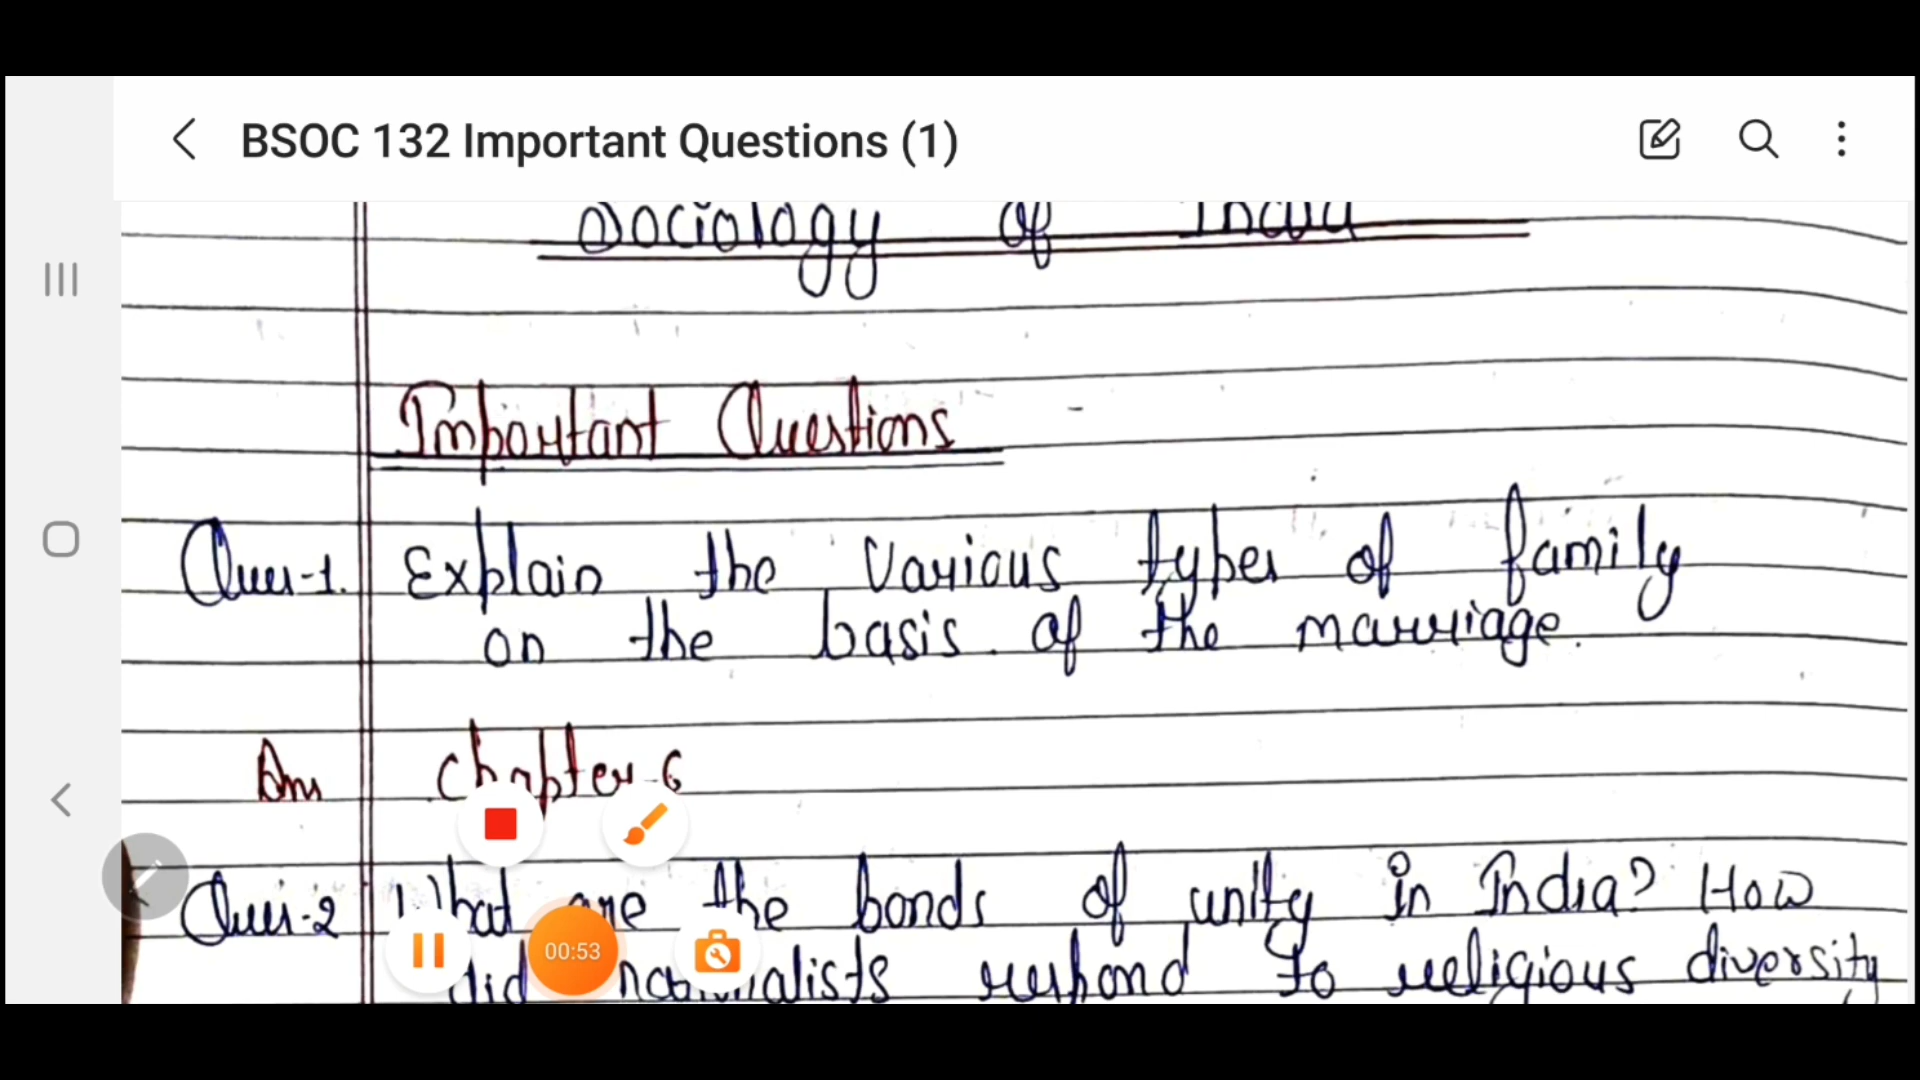 BSOC 132 Important Questions (1)
Sociology of India
Important Questions
Ques-1. Explain the various types of family
on the basis of the marriage.
Ans Chapter-6
Ques-2 What are the bonds of unity in India? How
did nationalists respond to religious diversity
00:53